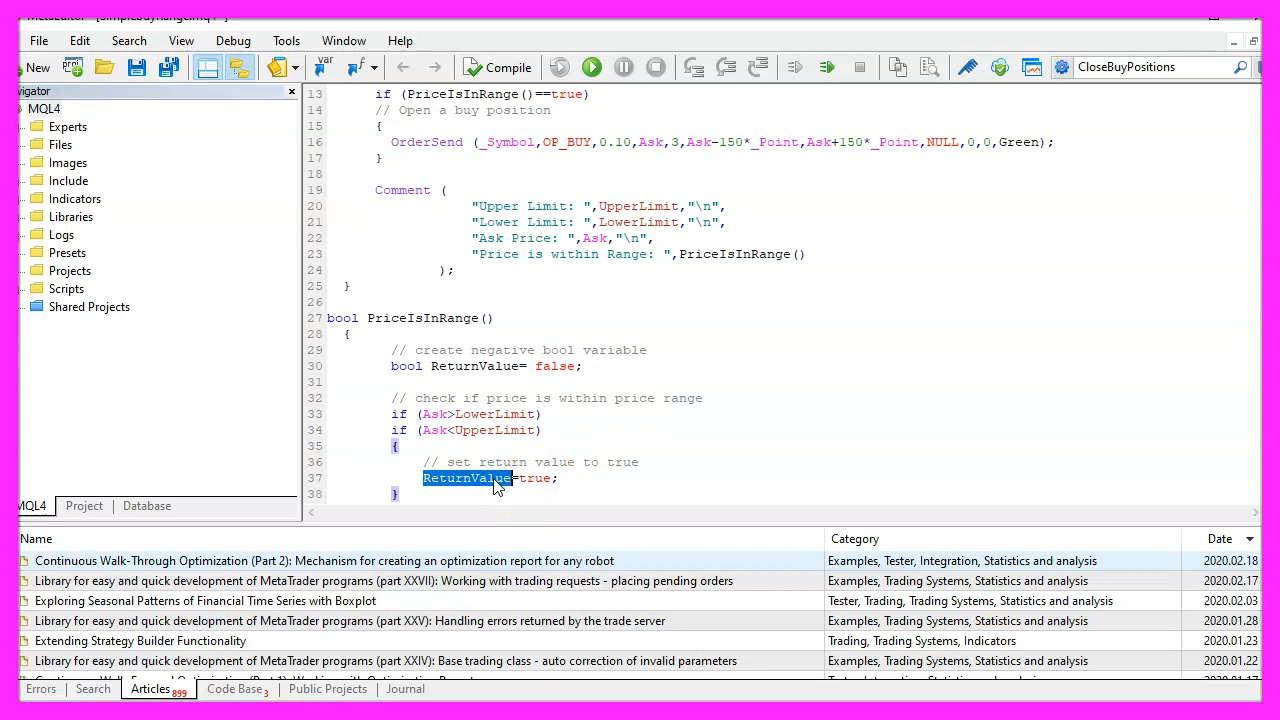 MetaEditor - [SimpleBuyRange.mq4 *]
File Edit Search View Debug Tools Window Help
New Compile CloseBuyPositions
vigator
MQL4
Experts
Files
Images
Include
Indicators
Libraries
Logs
Presets
Projects
Scripts
Shared Projects
MQL4 Project Database
13 if (PriceIsInRange()==true)
14 // Open a buy position
15 {
16 OrderSend (_Symbol,OP_BUY,0.10,Ask,3,Ask-150*_Point,Ask+150*_Point,NULL,0,0,Green);
17 }
18
19 Comment (
20 "Upper Limit: ",UpperLimit,"\n",
21 "Lower Limit: ",LowerLimit,"\n",
22 "Ask Price: ",Ask,"\n",
23 "Price is within Range: ",PriceIsInRange()
24 );
25 }
26
27 bool PriceIsInRange()
28 {
29 // create negative bool variable
30 bool ReturnValue= false;
31
32 // check if price is within price range
33 if (Ask>LowerLimit)
34 if (Ask<UpperLimit)
35 {
36 // set return value to true
37 ReturnValue=true;
38 }
Name Category Date
Continuous Walk-Through Optimization (Part 2): Mechanism for creating an optimization report for any robot Examples, Tester, Integration, Statistics and analysis 2020.02.18
Library for easy and quick development of MetaTrader programs (part XXVII): Working with trading requests - placing pending orders Examples, Trading Systems, Statistics and analysis 2020.02.17
Exploring Seasonal Patterns of Financial Time Series with Boxplot Tester, Trading, Trading Systems, Statistics and analysis 2020.02.03
Library for easy and quick development of MetaTrader programs (part XXV): Handling errors returned by the trade server Examples, Trading Systems, Statistics and analysis 2020.01.28
Extending Strategy Builder Functionality Trading, Trading Systems, Indicators 2020.01.23
Library for easy and quick development of MetaTrader programs (part XXIV): Base trading class - auto correction of invalid parameters Examples, Trading Systems, Statistics and analysis 2020.01.22
Errors Search Articles 899 Code Base 3 Public Projects Journal